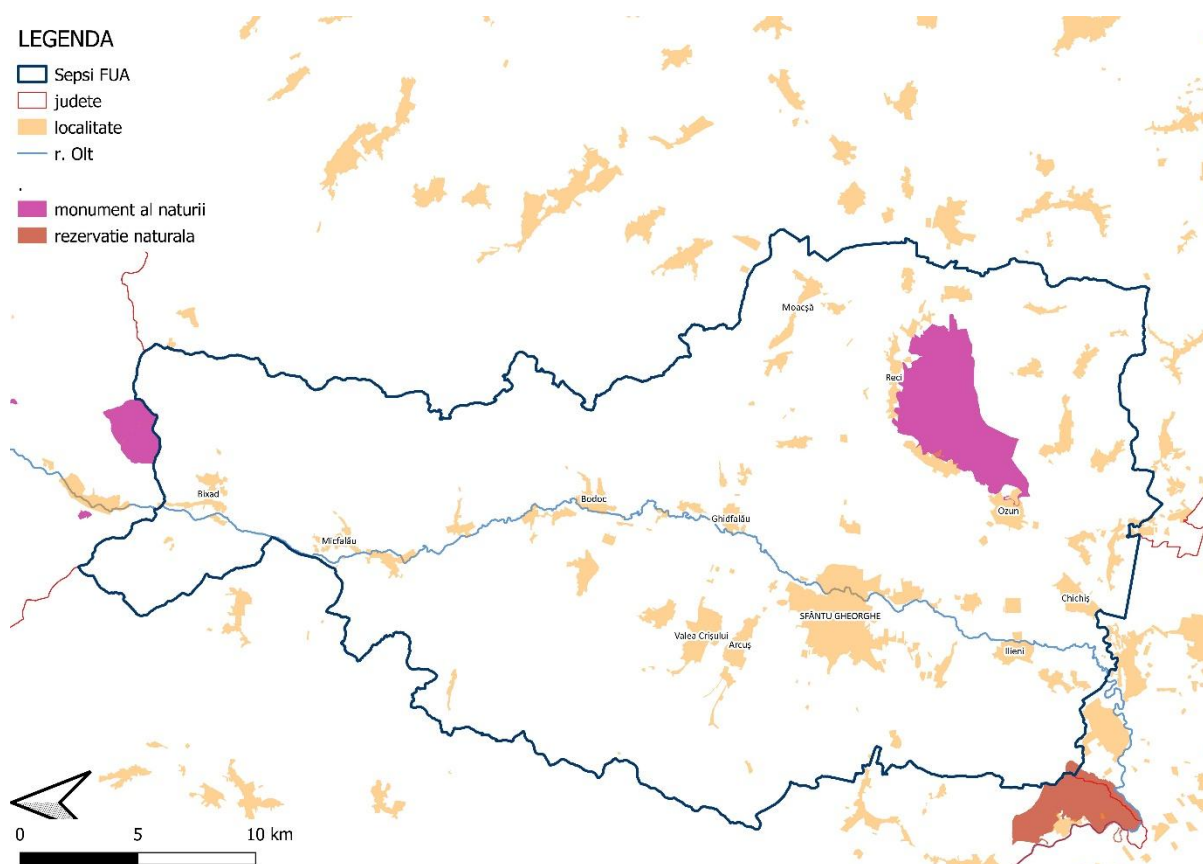 LEGENDA
Sepsi FUA
judete
localitate
r. Olt
.
monument al naturii
rezervatie naturala
Moacșă
Reci
Bixad
Bodoc
Ozun
Ghidfalău
Micfalău
Chichiș
SFÂNTU GHEORGHE
Valea Crișului
Arcuș
Ilieni
0 5 10 km